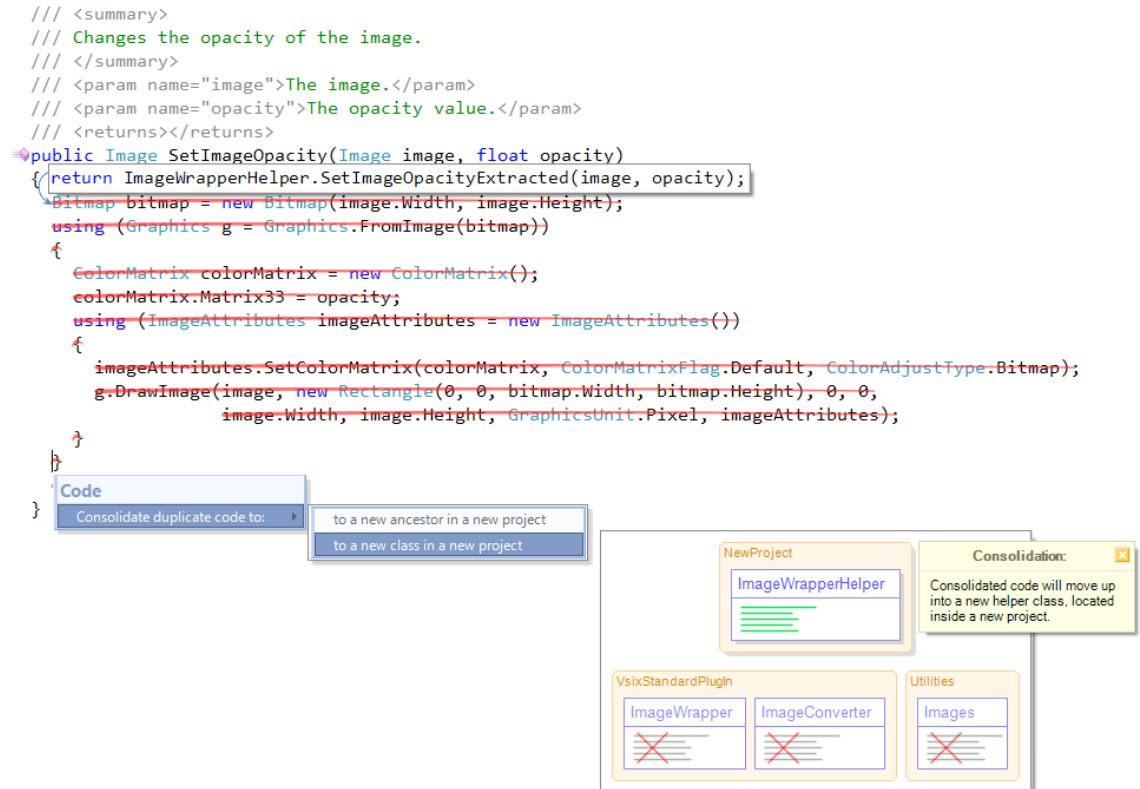 /// <summary>
/// Changes the opacity of the image.
/// </summary>
/// <param name="image">The image.</param>
/// <param name="opacity">The opacity value.</param>
/// <returns></returns>
public Image SetImageOpacity(Image image, float opacity)
{ return ImageWrapperHelper.SetImageOpacityExtracted(image, opacity);
Bitmap bitmap = new Bitmap(image.Width, image.Height);
using (Graphics g = Graphics.FromImage(bitmap))
{
ColorMatrix colorMatrix = new ColorMatrix();
colorMatrix.Matrix33 = opacity;
using (ImageAttributes imageAttributes = new ImageAttributes())
{
imageAttributes.SetColorMatrix(colorMatrix, ColorMatrixFlag.Default, ColorAdjustType.Bitmap);
g.DrawImage(image, new Rectangle(0, 0, bitmap.Width, bitmap.Height), 0, 0,
image.Width, image.Height, GraphicsUnit.Pixel, imageAttributes);
}
}
Code
}
Consolidate duplicate code to:
to a new ancestor in a new project
to a new class in a new project
NewProject
ImageWrapperHelper
Consolidation:
Consolidated code will move up
into a new helper class, located
inside a new project.
VsixStandardPlugIn
ImageWrapper
ImageConverter
Utilities
Images